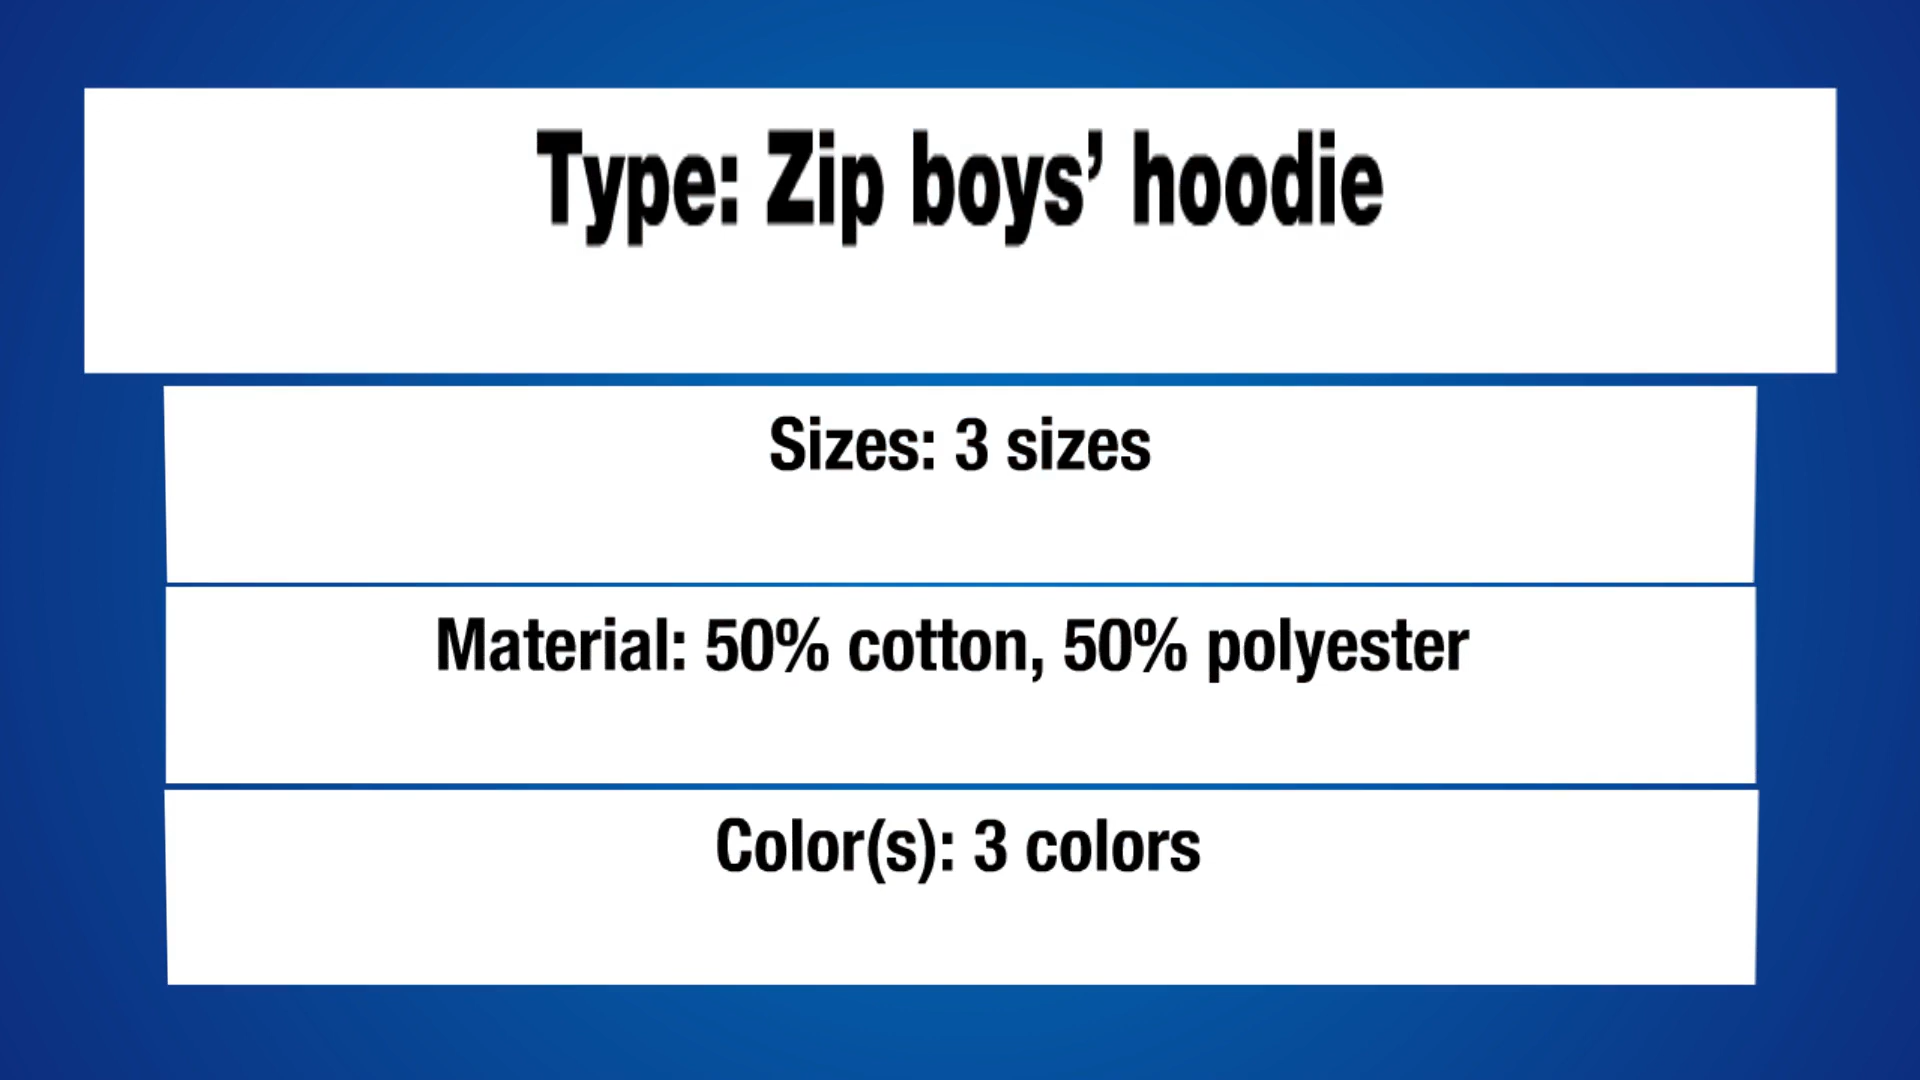 Type: Zip boys’ hoodie
Sizes: 3 sizes
Material: 50% cotton, 50% polyester
Color(s): 3 colors